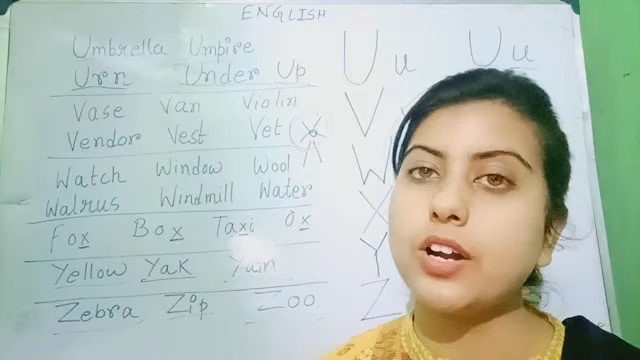 ENGLISH
Umbrella Umpire
Urn Under Up
Vase Van Violin
Vendor Vest Vet X
Watch Window Wool
Walrus Windmill Water
Fox Box Taxi Ox
Yellow Yak Yam
Zebra Zip Zoo
U u U u
V
W
X
Y
Z